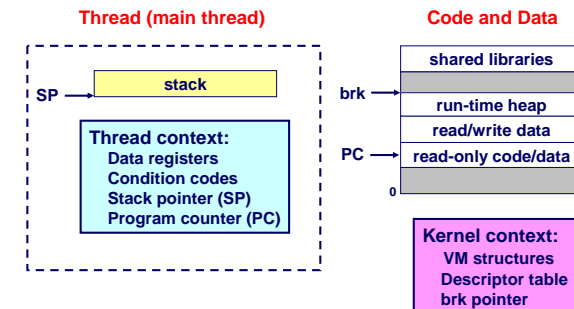 Thread (main thread)
stack
SP
Thread context:
Data registers
Condition codes
Stack pointer (SP)
Program counter (PC)
Code and Data
shared libraries
brk
run-time heap
read/write data
PC
read-only code/data
0
Kernel context:
VM structures
Descriptor table
brk pointer